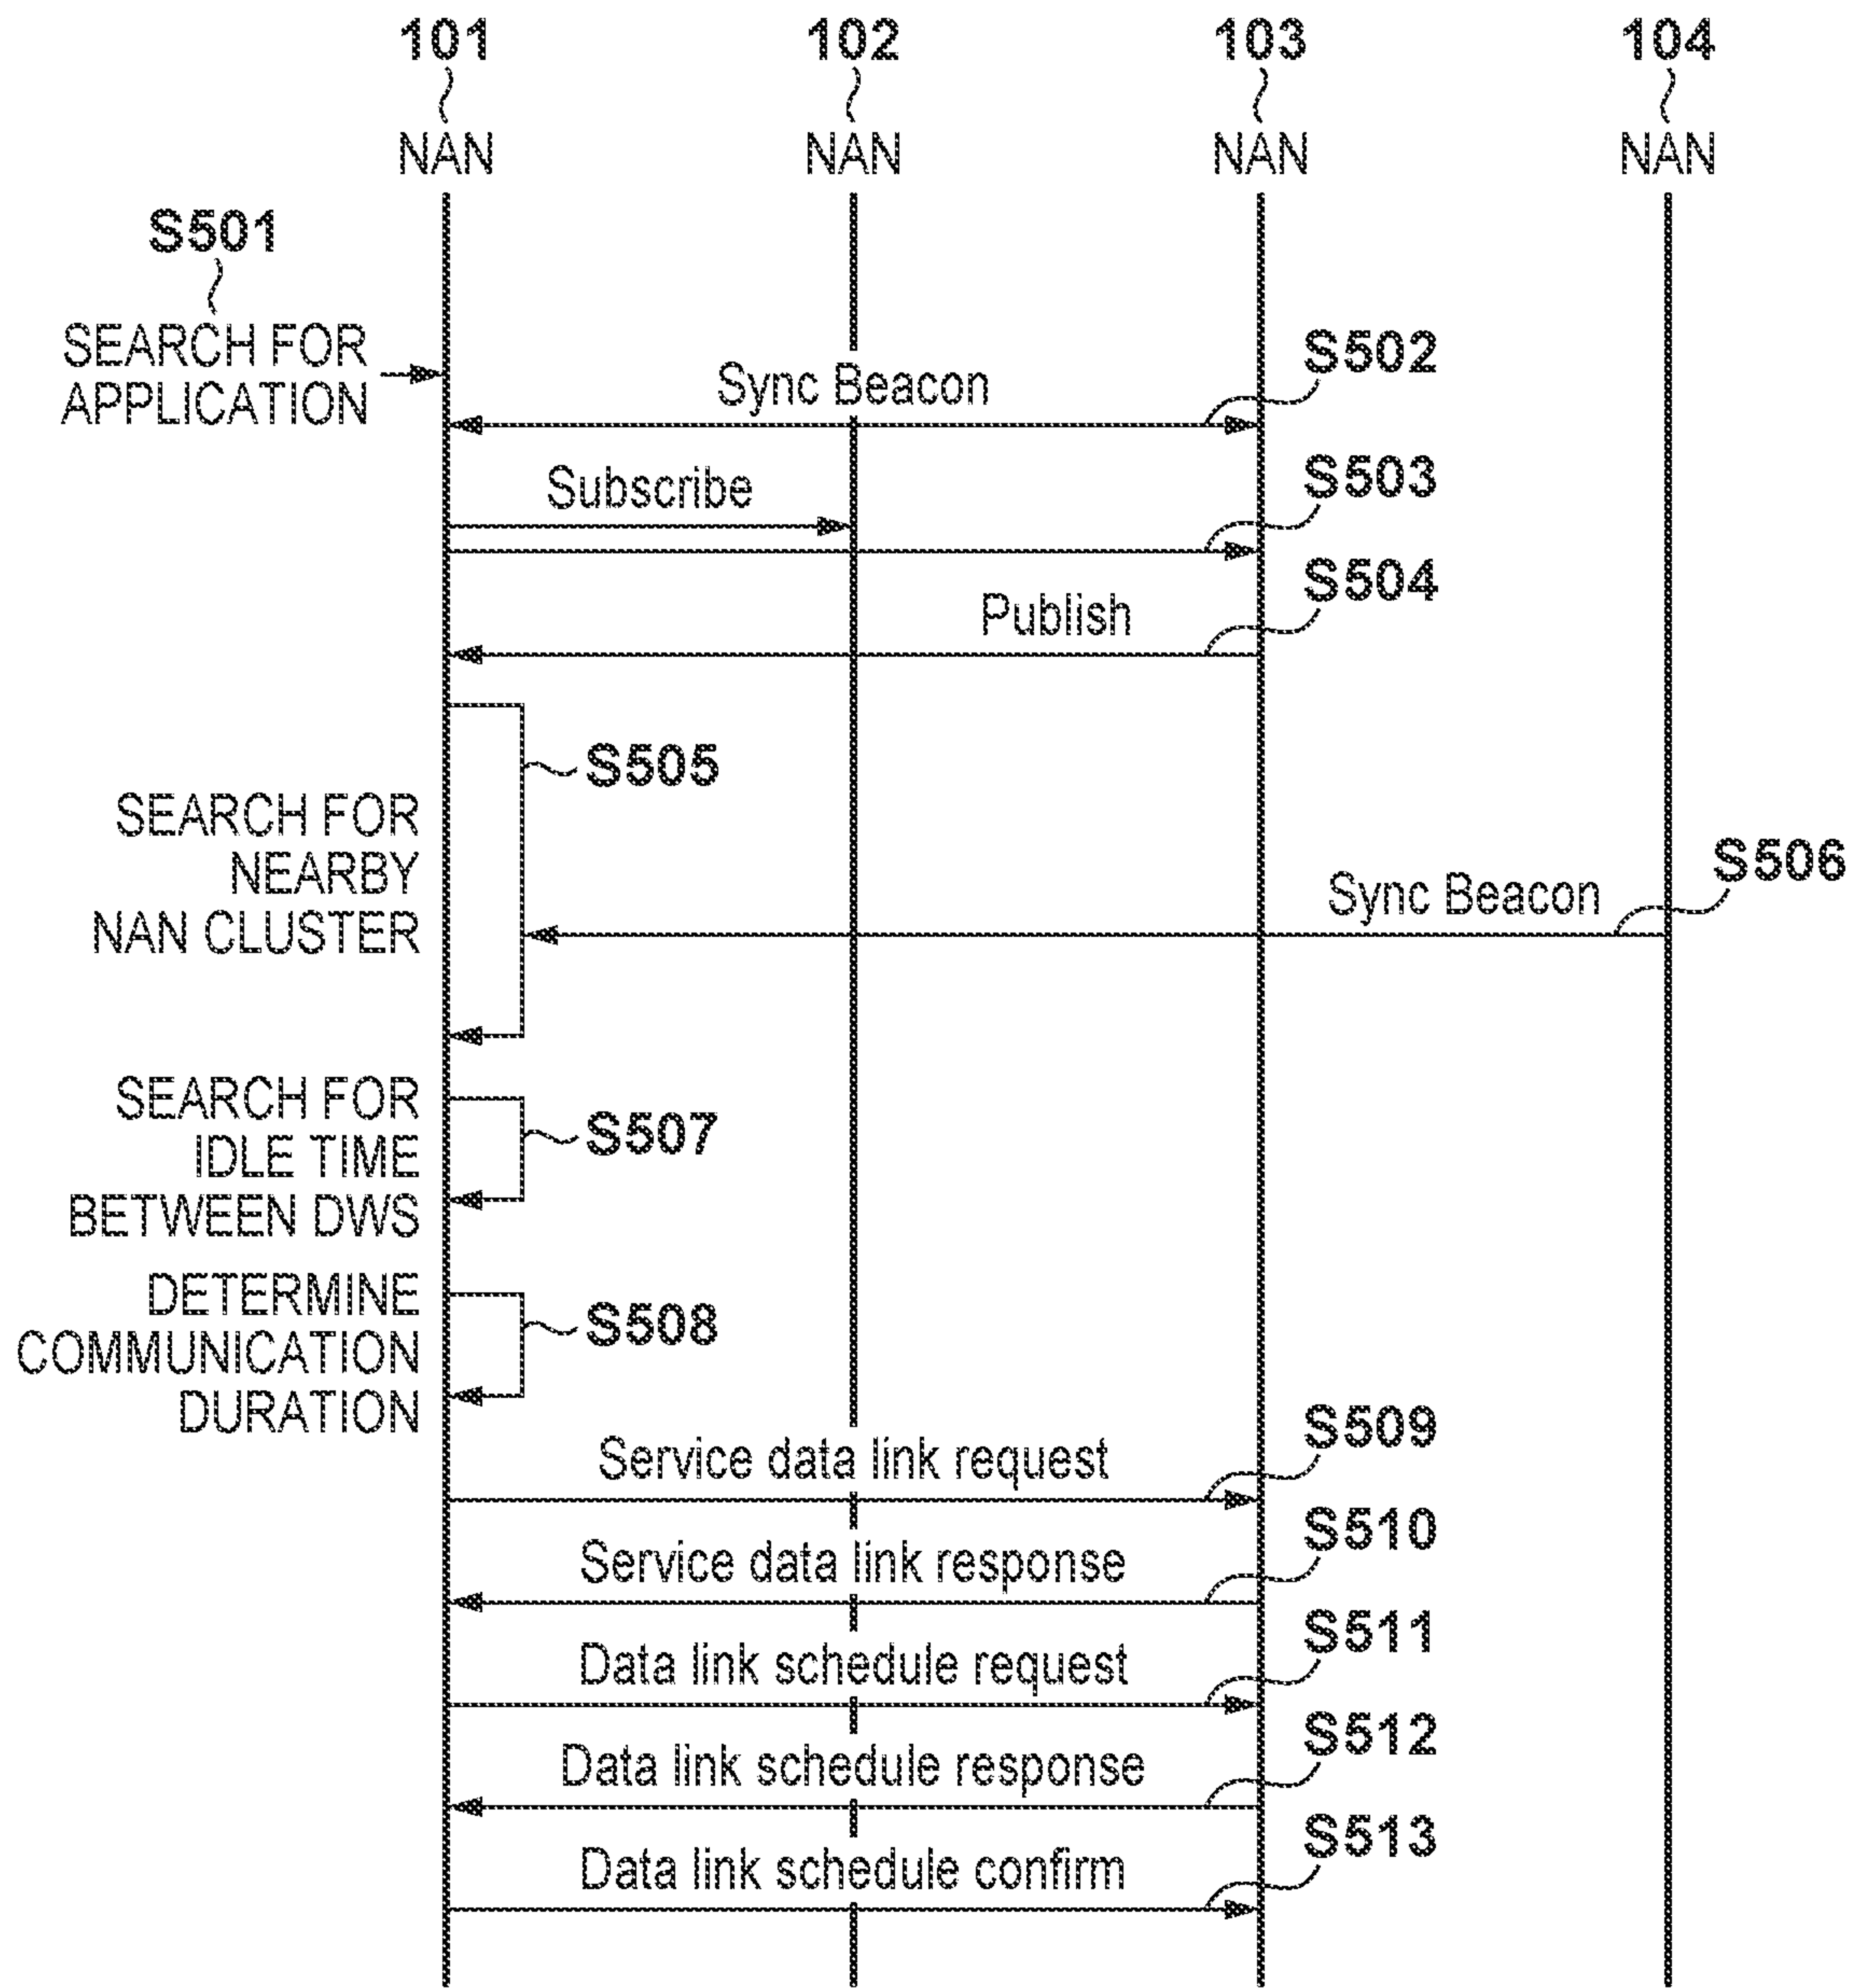 101 102 103 104
NAN NAN NAN NAN
S501
SEARCH FOR
APPLICATION
Sync Beacon
S502
Subscribe
S503
Publish
S504
S505
SEARCH FOR
NEARBY
NAN CLUSTER
Sync Beacon
S506
SEARCH FOR
IDLE TIME
BETWEEN DWS
S507
DETERMINE
COMMUNICATION
DURATION
S508
Service data link request
S509
Service data link response
S510
Data link schedule request
S511
Data link schedule response
S512
Data link schedule confirm
S513